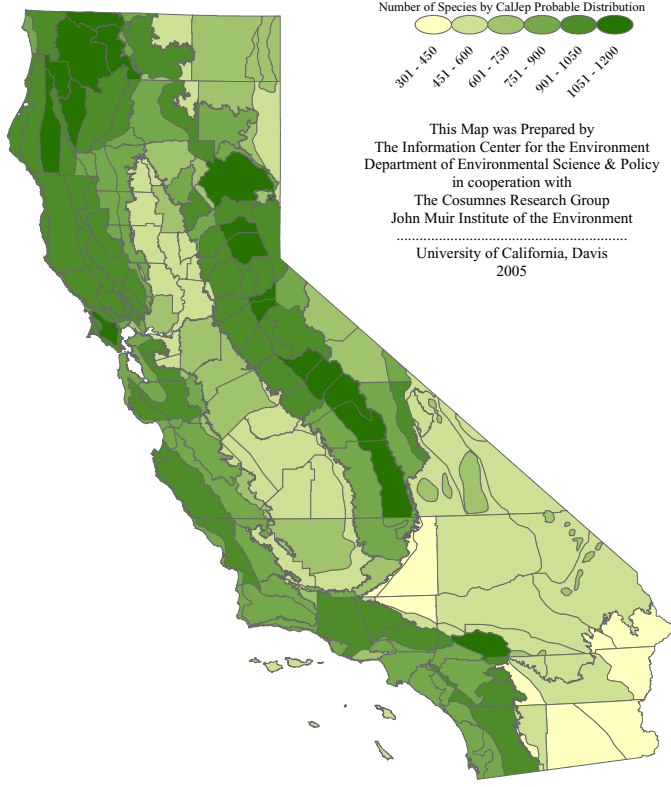 Number of Species by CalJep Probable Distribution
301 - 450
451 - 600
601 - 750
751 - 900
901 - 1050
1051 - 1200
This Map was Prepared by
The Information Center for the Environment
Department of Environmental Science & Policy
in cooperation with
The Cosumnes Research Group
John Muir Institute of the Environment
........................................................
University of California, Davis
2005